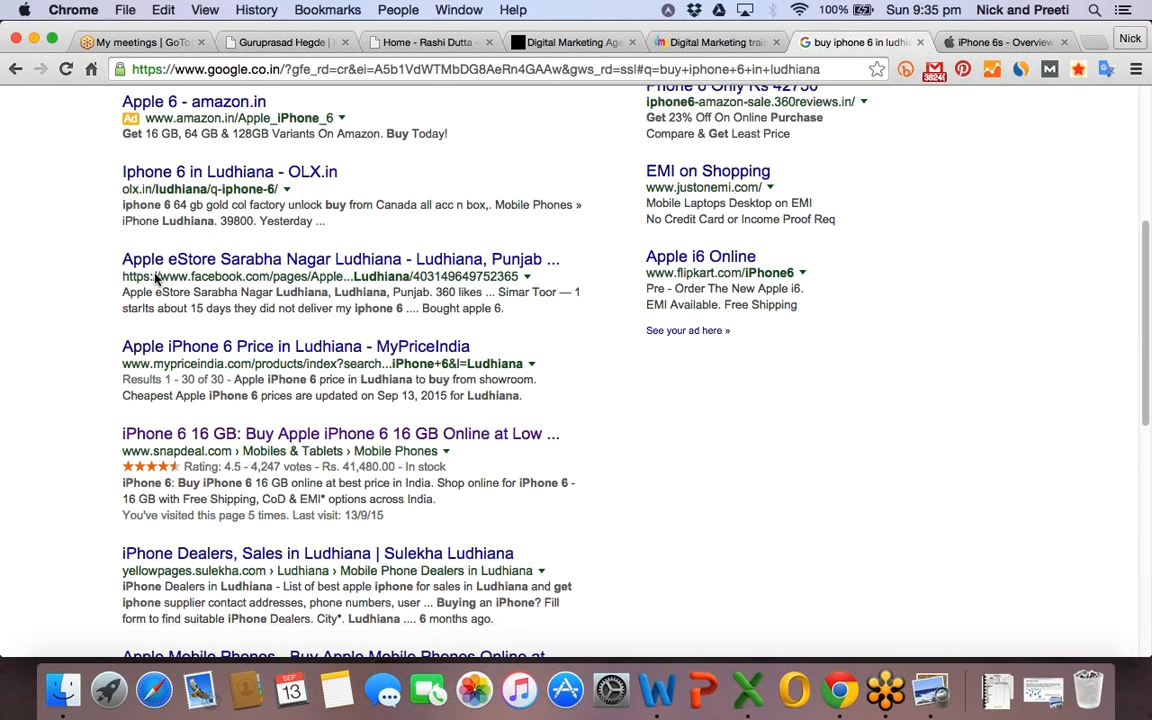 Chrome File Edit View History Bookmarks People Window Help 100% Sun 9:35 pm Nick and Preeti
My meetings | GoTo Guruprasad Hegde | Home - Rashi Dutta - Digital Marketing Age Digital Marketing trai buy iphone 6 in ludhi iPhone 6s - Overview Nick
https://www.google.co.in/?gfe_rd=cr&ei=A5b1VdWTMbDG8AeRn4GAAw&gws_rd=ssl#q=buy+iphone+6+in+ludhiana
Apple 6 - amazon.in
Ad www.amazon.in/Apple_iPhone_6
Get 16 GB, 64 GB & 128GB Variants On Amazon. Buy Today!
Iphone 6 in Ludhiana - OLX.in
olx.in/ludhiana/q-iphone-6/
iphone 6 64 gb gold col factory unlock buy from Canada all acc n box,. Mobile Phones »
iPhone Ludhiana. 39800. Yesterday ...
Apple eStore Sarabha Nagar Ludhiana - Ludhiana, Punjab ...
https://www.facebook.com/pages/Apple...Ludhiana/403149649752365
Apple eStore Sarabha Nagar Ludhiana, Ludhiana, Punjab. 360 likes ... Simar Toor — 1
starIts about 15 days they did not deliver my iphone 6 .... Bought apple 6.
Apple iPhone 6 Price in Ludhiana - MyPriceIndia
www.mypriceindia.com/products/index?search...iPhone+6&l=Ludhiana
Results 1 - 30 of 30 - Apple iPhone 6 price in Ludhiana to buy from showroom.
Cheapest Apple iPhone 6 prices are updated on Sep 13, 2015 for Ludhiana.
iPhone 6 16 GB: Buy Apple iPhone 6 16 GB Online at Low ...
www.snapdeal.com › Mobiles & Tablets › Mobile Phones
Rating: 4.5 - 4,247 votes - Rs. 41,480.00 - In stock
iPhone 6: Buy iPhone 6 16 GB online at best price in India. Shop online for iPhone 6 -
16 GB with Free Shipping, CoD & EMI* options across India.
You've visited this page 5 times. Last visit: 13/9/15
iPhone Dealers, Sales in Ludhiana | Sulekha Ludhiana
yellowpages.sulekha.com › Ludhiana › Mobile Phone Dealers in Ludhiana
iPhone Dealers in Ludhiana - List of best apple iphone for sales in Ludhiana and get
iphone supplier contact addresses, phone numbers, user ... Buying an iPhone? Fill
form to find suitable iPhone Dealers. City*. Ludhiana .... 6 months ago.
Apple Mobile Phones - Buy Apple Mobile Phones Online at
Phone 6 Only Rs 42750
iphone6-amazon-sale.360reviews.in/
Get 23% Off On Online Purchase
Compare & Get Least Price
EMI on Shopping
www.justonemi.com/
Mobile Laptops Desktop on EMI
No Credit Card or Income Proof Req
Apple i6 Online
www.flipkart.com/iPhone6
Pre - Order The New Apple i6.
EMI Available. Free Shipping
See your ad here »
SEP
13